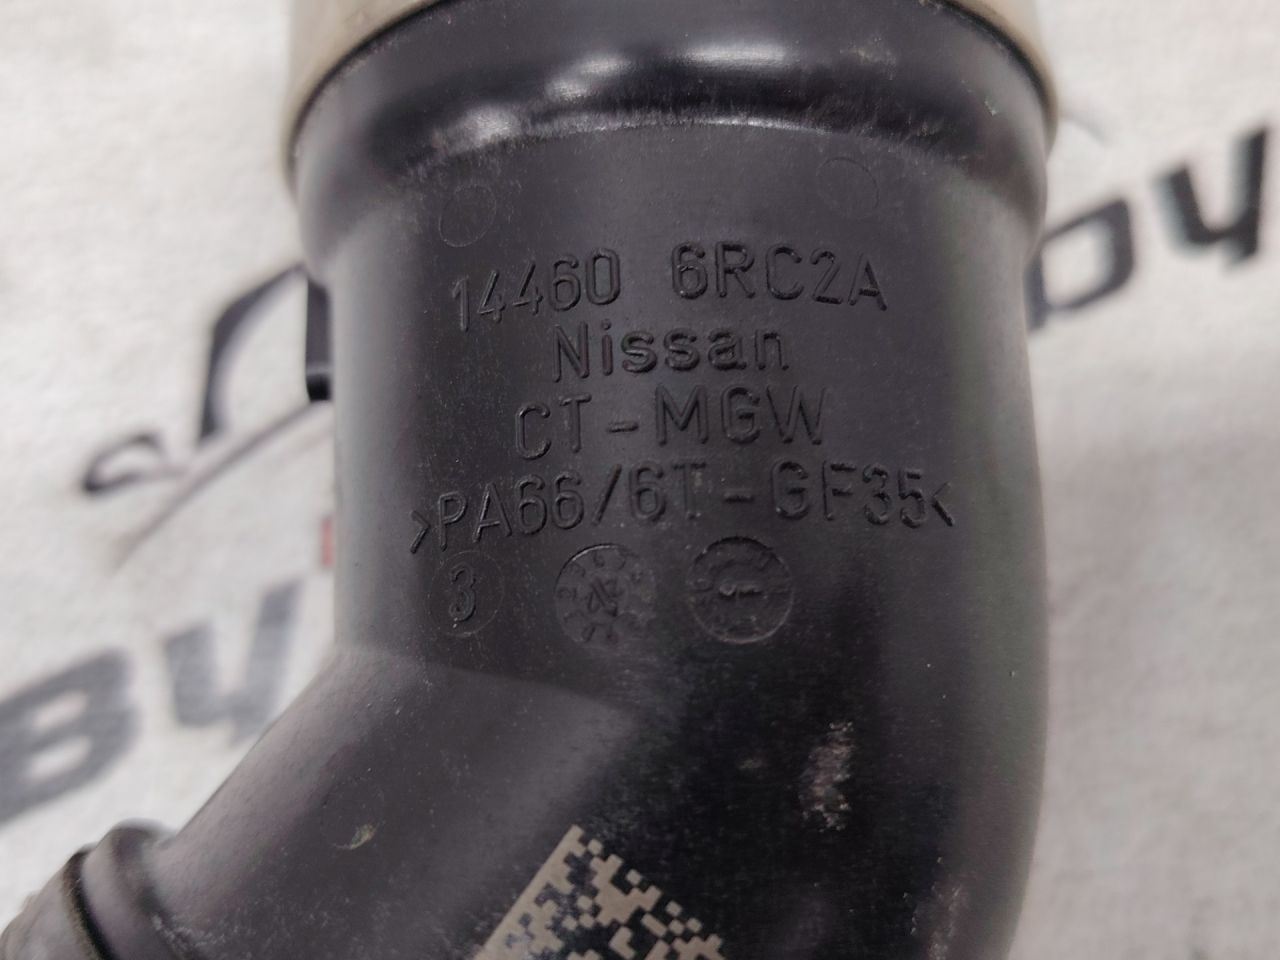 14460 6RC2A
Nissan
CT-MGW
>PA66/6T-GF35<
3